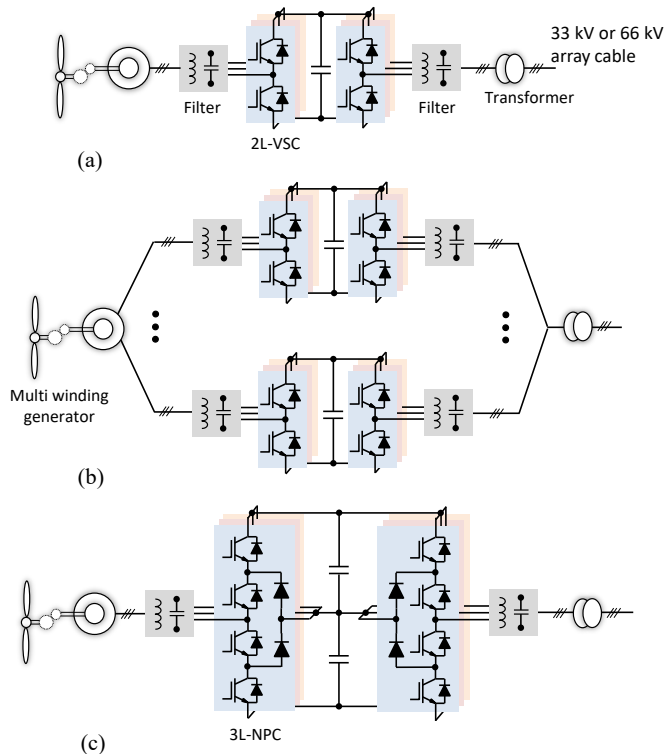 33 kV or 66 kV
array cable
Filter
Filter
Transformer
2L-VSC
(a)
Multi winding
generator
(b)
3L-NPC
(c)